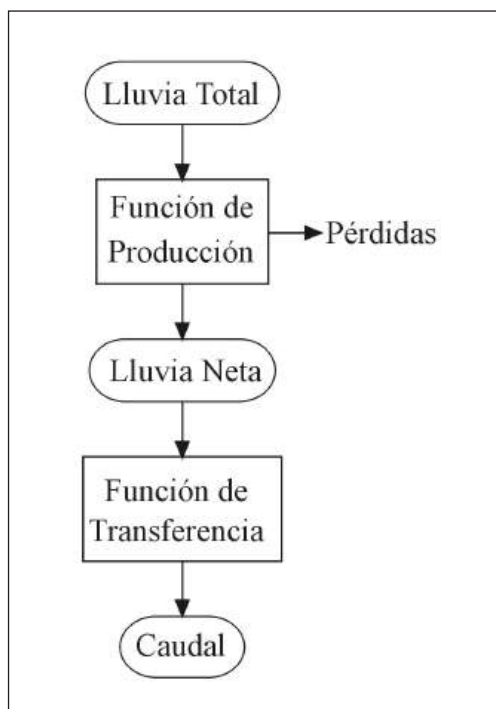 Lluvia Total
Función de
Producción
Pérdidas
Lluvia Neta
Función de
Transferencia
Caudal